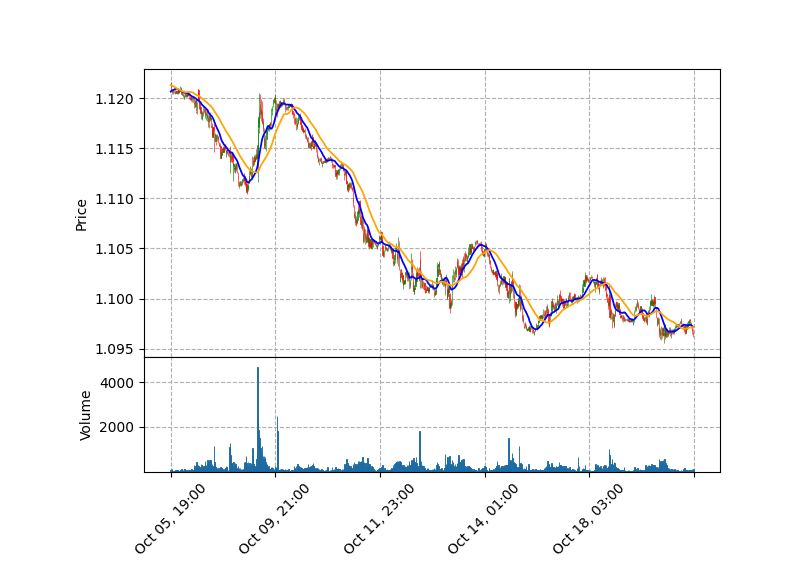 1.120
1.115
1.110
1.105
1.100
1.095
Price
4000
2000
Volume
Oct 05, 19:00
Oct 09, 21:00
Oct 11, 23:00
Oct 14, 01:00
Oct 18, 03:00